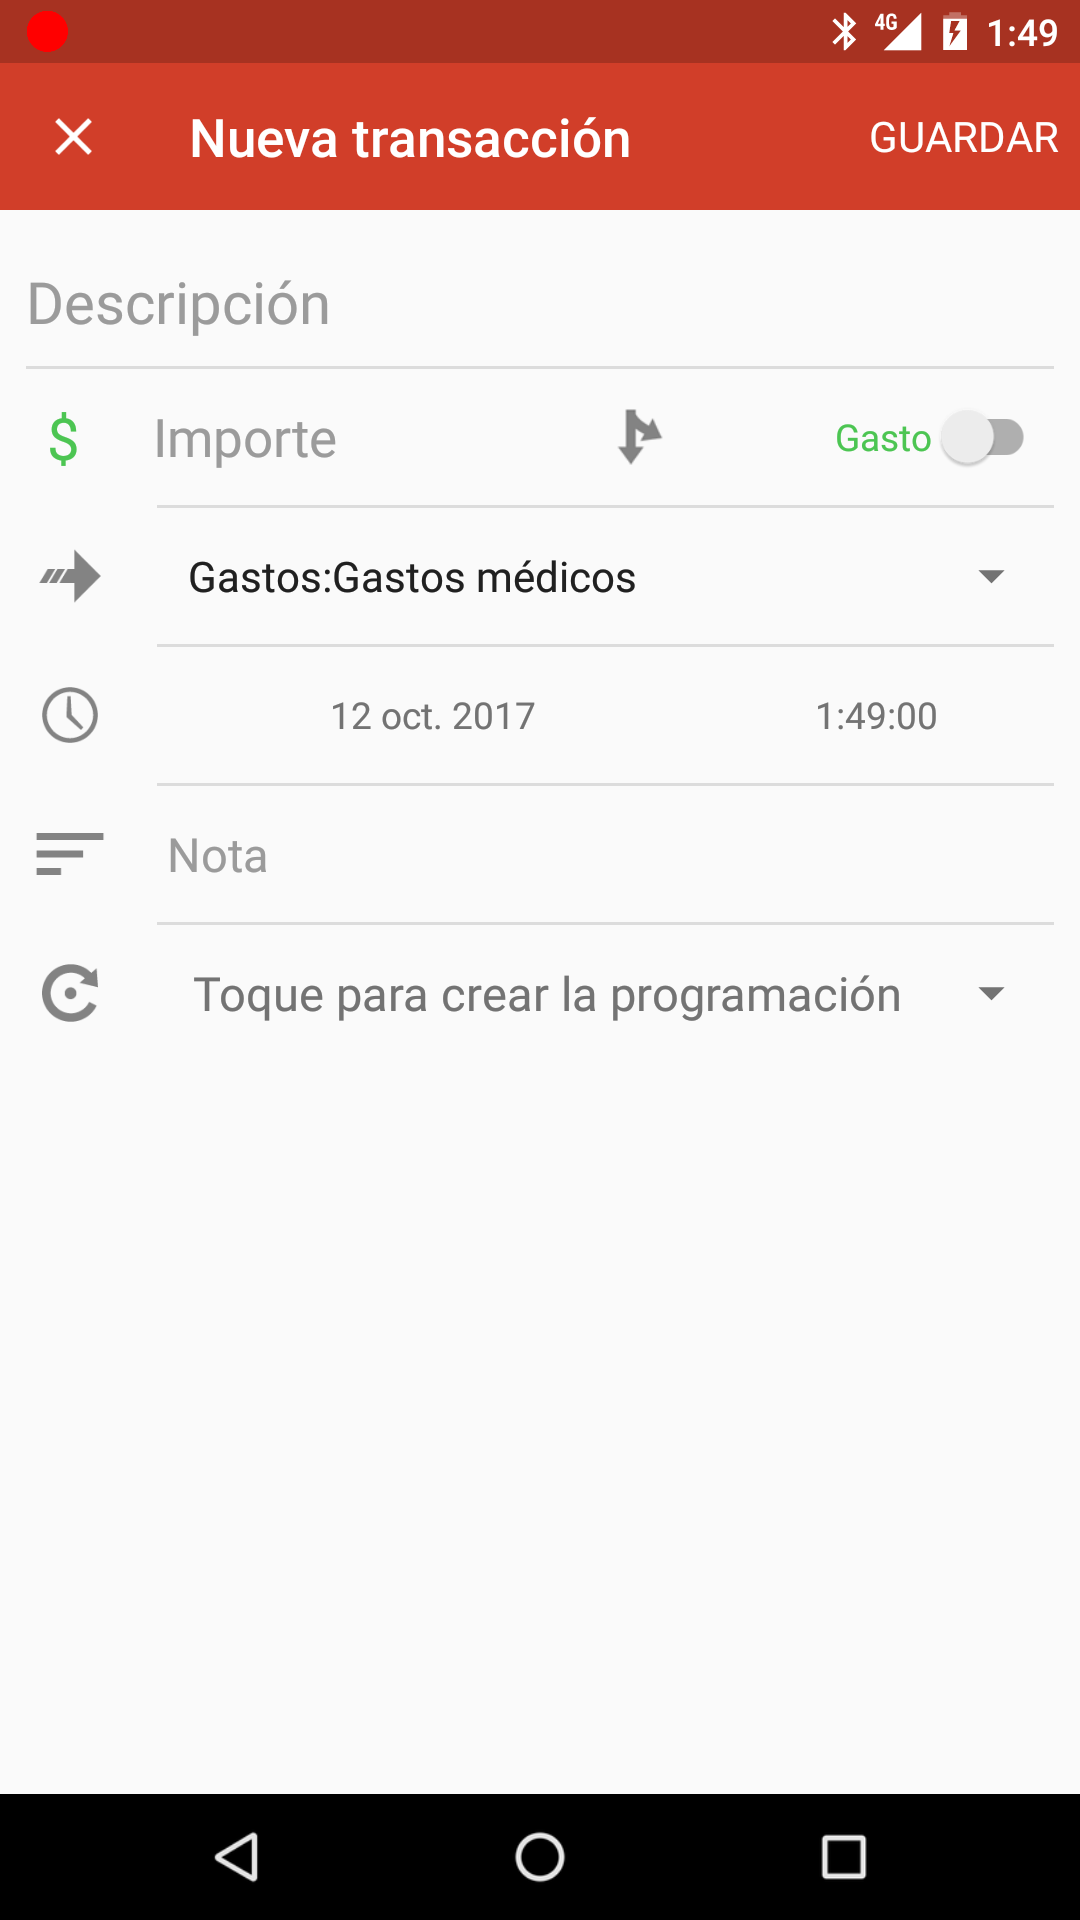 4G 1:49
Nueva transacción GUARDAR
Descripción
$ Importe Gasto
Gastos:Gastos médicos
12 oct. 2017 1:49:00
Nota
Toque para crear la programación